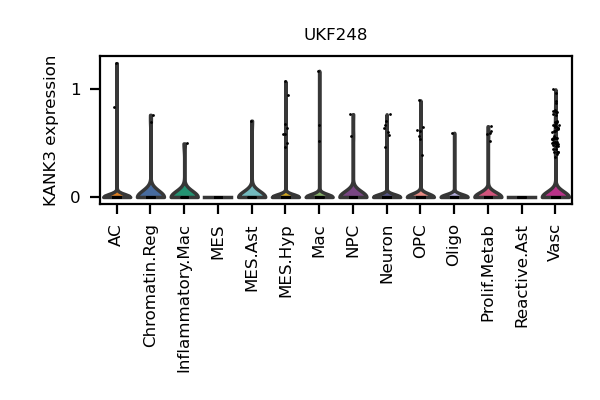 UKF248
KANK3 expression
1
0
AC
Chromatin.Reg
Inflammatory.Mac
MES
MES.Ast
MES.Hyp
Mac
NPC
Neuron
OPC
Oligo
Prolif.Metab
Reactive.Ast
Vasc